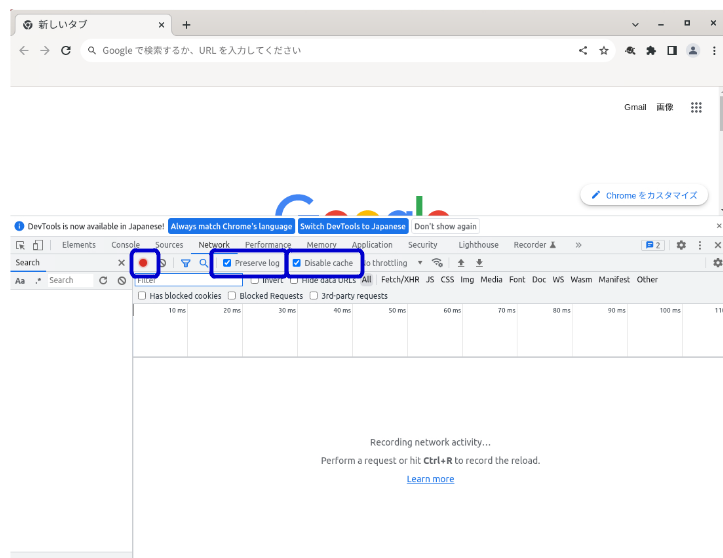 新しいタブ
Google で検索するか、URL を入力してください
Gmail 画像
Google
Chrome をカスタマイズ
DevTools is now available in Japanese! Always match Chrome's language Switch DevTools to Japanese Don't show again
Elements Console Sources Network Performance Memory Application Security Lighthouse Recorder 2
Search Preserve log Disable cache No throttling
Aa .* Search Filter Invert Hide data URLs All Fetch/XHR JS CSS Img Media Font Doc WS Wasm Manifest Other
Has blocked cookies Blocked Requests 3rd-party requests
10 ms 20 ms 30 ms 40 ms 50 ms 60 ms 70 ms 80 ms 90 ms 100 ms
Recording network activity…
Perform a request or hit Ctrl+R to record the reload.
Learn more